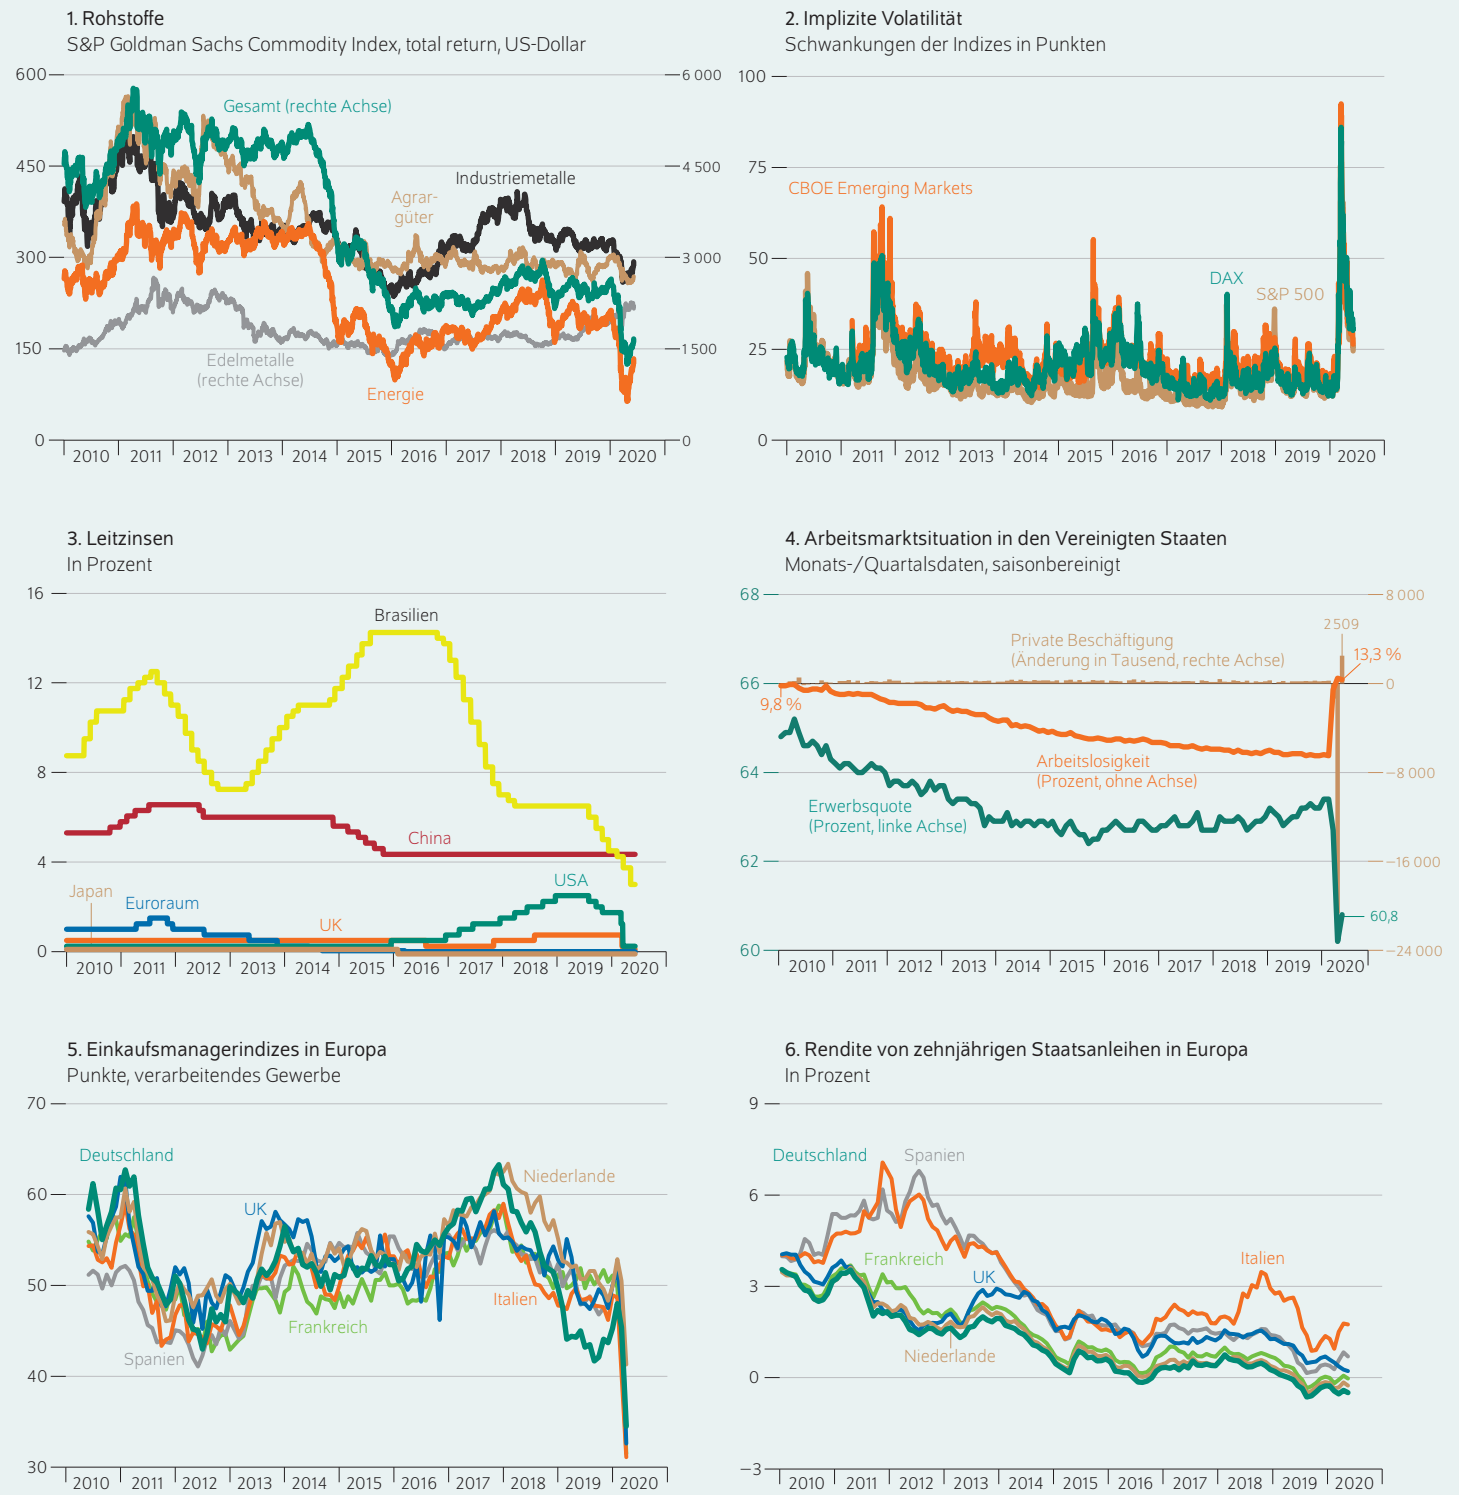 1. Rohstoffe
S&P Goldman Sachs Commodity Index, total return, US-Dollar
600
6 000
Gesamt (rechte Achse)
450
4 500
Industriemetalle
Agrar-
güter
300
3 000
150
1 500
Edelmetalle
(rechte Achse)
Energie
0
0
2010 2011 2012 2013 2014 2015 2016 2017 2018 2019 2020
2. Implizite Volatilität
Schwankungen der Indizes in Punkten
100
75
CBOE Emerging Markets
50
DAX
S&P 500
25
0
2010 2011 2012 2013 2014 2015 2016 2017 2018 2019 2020
3. Leitzinsen
In Prozent
16
Brasilien
12
8
China
4
Japan
Euroraum
UK
USA
0
2010 2011 2012 2013 2014 2015 2016 2017 2018 2019 2020
4. Arbeitsmarktsituation in den Vereinigten Staaten
Monats-/Quartalsdaten, saisonbereinigt
68
8 000
2509
Private Beschäftigung
(Änderung in Tausend, rechte Achse)
13,3 %
66
0
9,8 %
Arbeitslosigkeit
(Prozent, ohne Achse)
64
−8 000
Erwerbsquote
(Prozent, linke Achse)
62
−16 000
60,8
60
−24 000
2010 2011 2012 2013 2014 2015 2016 2017 2018 2019 2020
5. Einkaufsmanagerindizes in Europa
Punkte, verarbeitendes Gewerbe
70
Deutschland
Niederlande
60
UK
50
Italien
Frankreich
Spanien
40
30
2010 2011 2012 2013 2014 2015 2016 2017 2018 2019 2020
6. Rendite von zehnjährigen Staatsanleihen in Europa
In Prozent
9
Deutschland
Spanien
6
Frankreich
Italien
UK
3
Niederlande
0
−3
2010 2011 2012 2013 2014 2015 2016 2017 2018 2019 2020